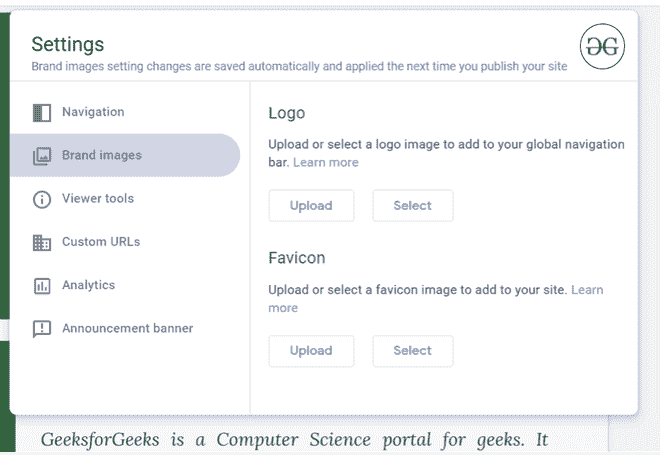 Settings
Brand images setting changes are saved automatically and applied the next time you publish your site
Navigation
Brand images
Viewer tools
Custom URLs
Analytics
Announcement banner
Logo
Upload or select a logo image to add to your global navigation
bar. Learn more
Upload Select
Favicon
Upload or select a favicon image to add to your site. Learn
more
Upload Select
GeeksforGeeks is a Computer Science portal for geeks. It